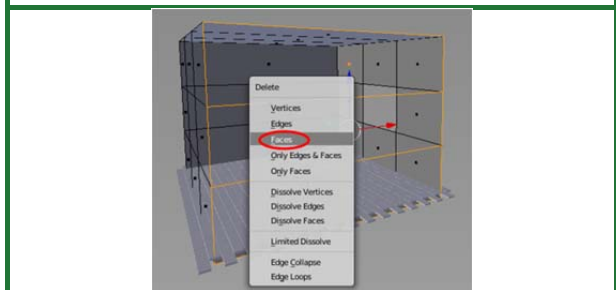 Delete
Vertices
Edges
Faces
Only Edges & Faces
Only Faces
Dissolve Vertices
Dissolve Edges
Dissolve Faces
Limited Dissolve
Edge Collapse
Edge Loops